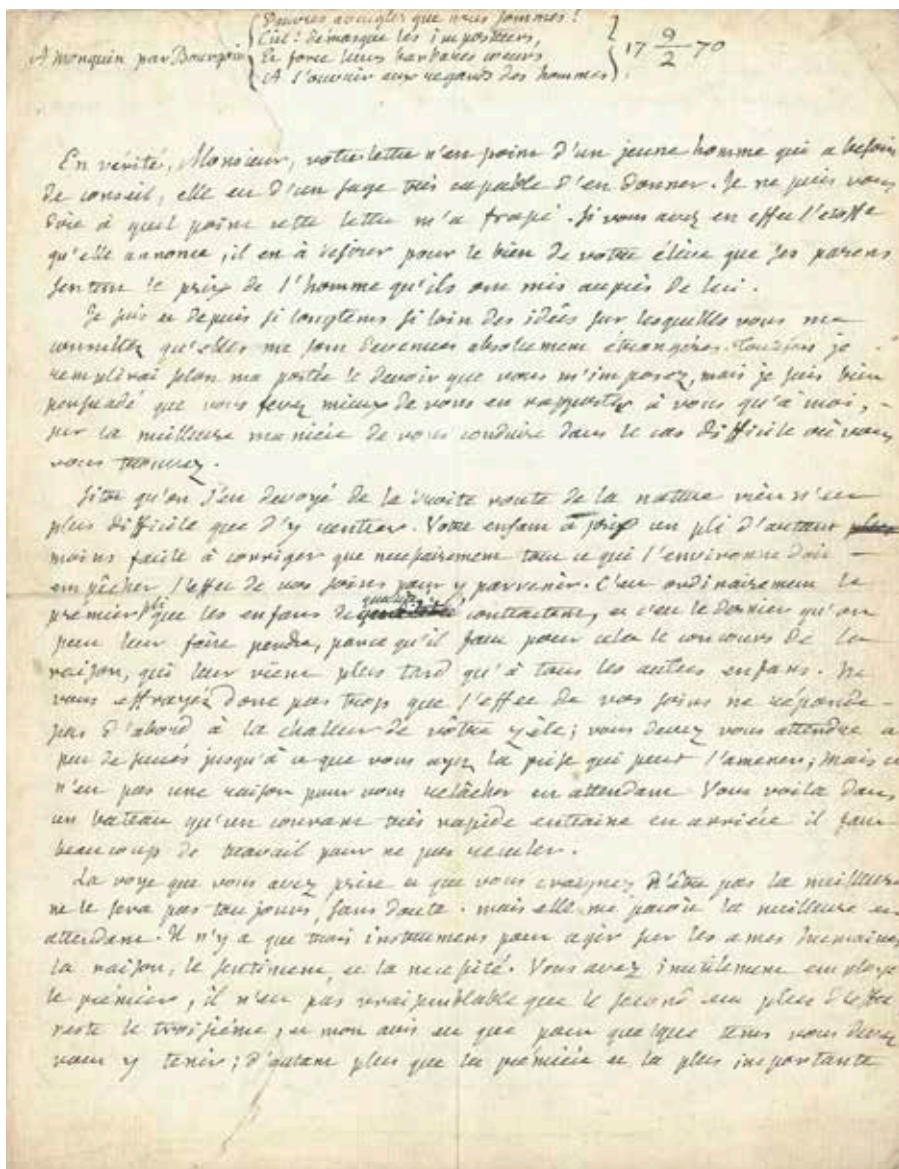 Pauvres aveugles que nous sommes !
Ciel ! démasque les imposteurs,
A Monquin par Bourgoin
Et force leurs barbares cœurs
A s'ouvrir aux regards des hommes.
17 9/2 70
En vérité, Monsieur, votre lettre n'est point d'un jeune homme qui a besoin
de conseil, elle est d'un sage très capable d'en donner. Je ne puis vous
dire à quel point cette lettre m'a frapé. Si vous avez en effet l'étoffe
qu'elle annonce, il est à desirer pour le bien de votre élève que ses parens
sentent le prix de l'homme qu'ils ont mis auprès de lui.
Je suis et depuis si longtems si loin des idées sur lesquelles vous me
consultez qu'elles me sont devenues absolument étrangères. Toutefois je
remplirai selon ma portée le devoir que vous m'imposez, mais je suis bien
persuadé que vous ferez mieux de vous en rapporter à vous qu'à moi,
sur la meilleure manière de vous conduire dans le cas difficile où vous
vous trouvez.
Sitot qu'on s'est devoyé de la droite route de la nature rien n'est
plus difficile que d'y rentrer. Votre enfant a pris un pli d'autant
moins facile à corriger que necessairement tout ce qui l'environne doit
empêcher l'effet de vos soins pour y parvenir. C'est ordinairement le
prémier pli que les enfans de qualité contractent, et c'est le dernier qu'on
peut leur faire perdre, parce qu'il faut pour cela le concours de la
raison, qui leur vient plus tard qu'à tous les autres enfans. Ne
vous effrayez donc pas trop que l'effet de vos soins ne réponde
pas d'abord à la chaleur de vôtre zèle ; vous devez vous attendre a
peu de succès jusqu'à ce que vous ayez la prise qui peut l'amener ; mais ce
n'est pas une raison pour vous relâcher en attendant. Vous voila dans
un bateau qu'un courant très rapide entraine en arriére il faut
beaucoup de travail pour ne pas reculer.
La voye que vous avez prise et que vous craignez n'être pas la meilleure
ne le sera pas toujours sans doute. mais elle me paroit la meilleure en
attendant. Il n'y a que trois instrumens pour agir sur les ames humaines
la raison, le sentiment et la necessité. Vous avez inutilement employé
le prémier, il n'est pas vraisemblable que le second eut plus d'effet
reste le troisiéme ; et mon avis est que pour quelque tems vous devez
vous y tenir ; d'autant plus que la prémiére et la plus importante